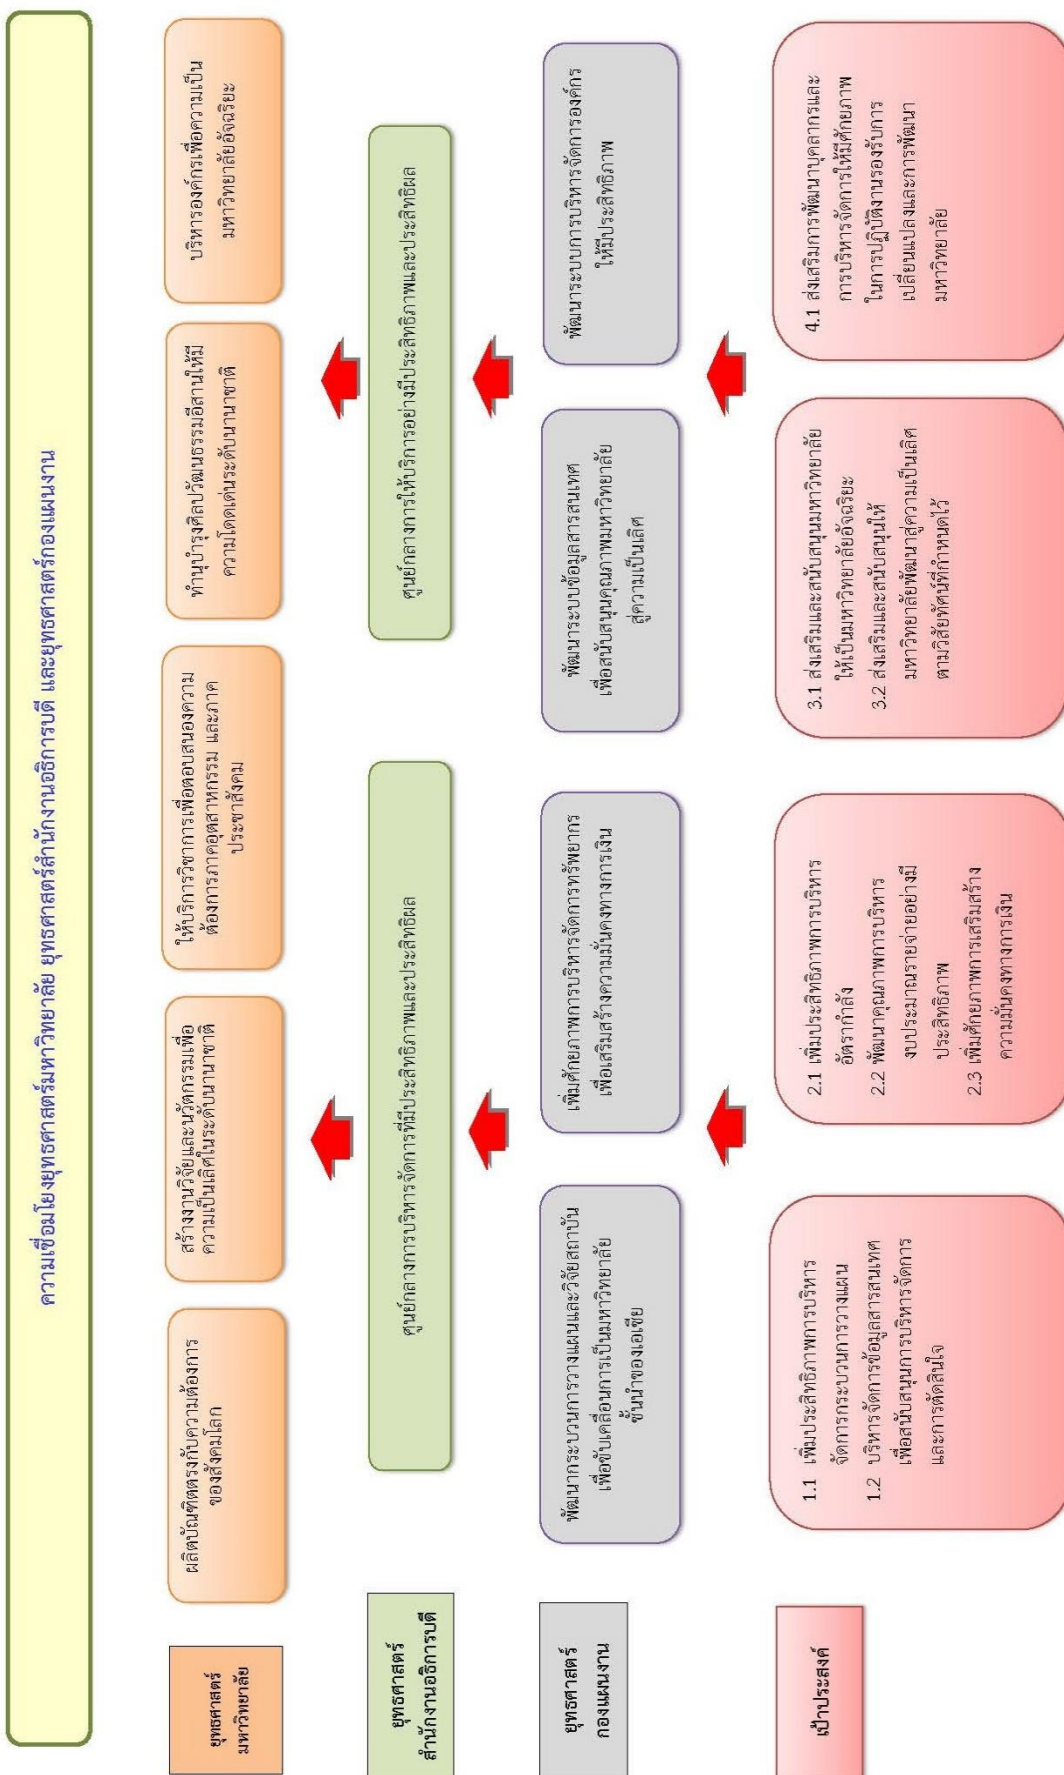 ความเชื่อมโยงยุทธศาสตร์มหาวิทยาลัย ยุทธศาสตร์สำนักงานอธิการบดี และยุทธศาสตร์กองแผนงาน
ยุทธศาสตร์
มหาวิทยาลัย
ผลิตบัณฑิตตรงกับความต้องการ
ของสังคมโลก
สร้างงานวิจัยและนวัตกรรมเพื่อ
ความเป็นเลิศในระดับนานาชาติ
ให้บริการวิชาการเพื่อตอบสนองความ
ต้องการภาคอุตสาหกรรม และภาค
ประชาสังคม
ทำนุบำรุงศิลปวัฒนธรรมอีสานให้มี
ความโดดเด่นระดับนานาชาติ
บริหารองค์กรเพื่อความเป็น
มหาวิทยาลัยอัจฉริยะ
ยุทธศาสตร์
สำนักงานอธิการบดี
ศูนย์กลางการบริหารจัดการที่มีประสิทธิภาพและประสิทธิผล
ศูนย์กลางการให้บริการอย่างมีประสิทธิภาพและประสิทธิผล
ยุทธศาสตร์
กองแผนงาน
พัฒนากระบวนการวางแผนและวิจัยสถาบัน
เพื่อขับเคลื่อนการเป็นมหาวิทยาลัย
ชั้นนำของเอเชีย
เพิ่มศักยภาพการบริหารจัดการทรัพยากร
เพื่อเสริมสร้างความมั่นคงทางการเงิน
พัฒนาระบบข้อมูลสารสนเทศ
เพื่อสนับสนุนคุณภาพมหาวิทยาลัย
สู่ความเป็นเลิศ
พัฒนาระบบการบริหารจัดการองค์กร
ให้มีประสิทธิภาพ
เป้าประสงค์
1.1 เพิ่มประสิทธิภาพการบริหาร
จัดการกระบวนการวางแผน
1.2 บริหารจัดการข้อมูลสารสนเทศ
เพื่อสนับสนุนการบริหารจัดการ
และการตัดสินใจ
2.1 เพิ่มประสิทธิภาพการบริหาร
อัตรากำลัง
2.2 พัฒนาคุณภาพการบริหาร
งบประมาณรายจ่ายอย่างมี
ประสิทธิภาพ
2.3 เพิ่มศักยภาพการเสริมสร้าง
ความมั่นคงทางการเงิน
3.1 ส่งเสริมและสนับสนุนมหาวิทยาลัย
ให้เป็นมหาวิทยาลัยอัจฉริยะ
3.2 ส่งเสริมและสนับสนุนให้
มหาวิทยาลัยพัฒนาสู่ความเป็นเลิศ
ตามวิสัยทัศน์ที่กำหนดไว้
4.1 ส่งเสริมการพัฒนาบุคลากรและ
การบริหารจัดการให้มีศักยภาพ
ในการปฏิบัติงานรองรับการ
เปลี่ยนแปลงและการพัฒนา
มหาวิทยาลัย